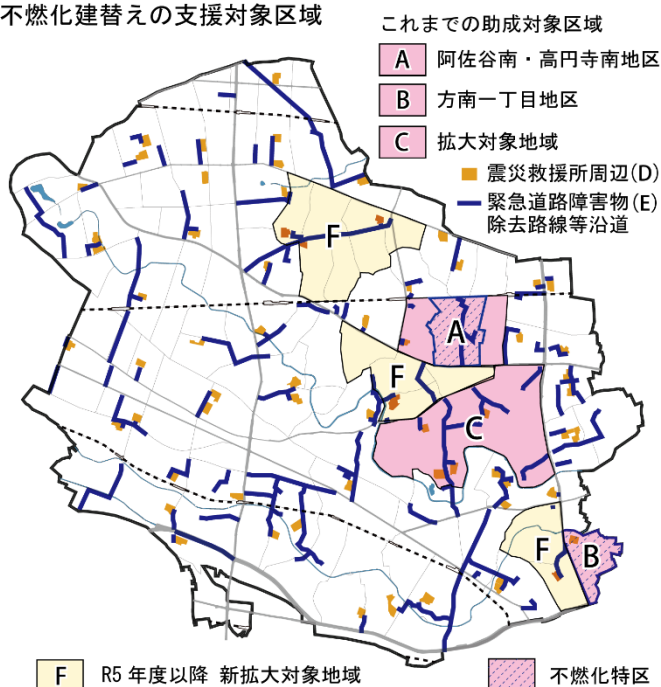 不燃化建替えの支援対象区域
これまでの助成対象区域
A 阿佐谷南・高円寺南地区
B 方南一丁目地区
C 拡大対象地域
震災救援所周辺(D)
緊急道路障害物(E)
除去路線等沿道
F
A
F
C
F
B
F R5 年度以降 新拡大対象地域
不燃化特区